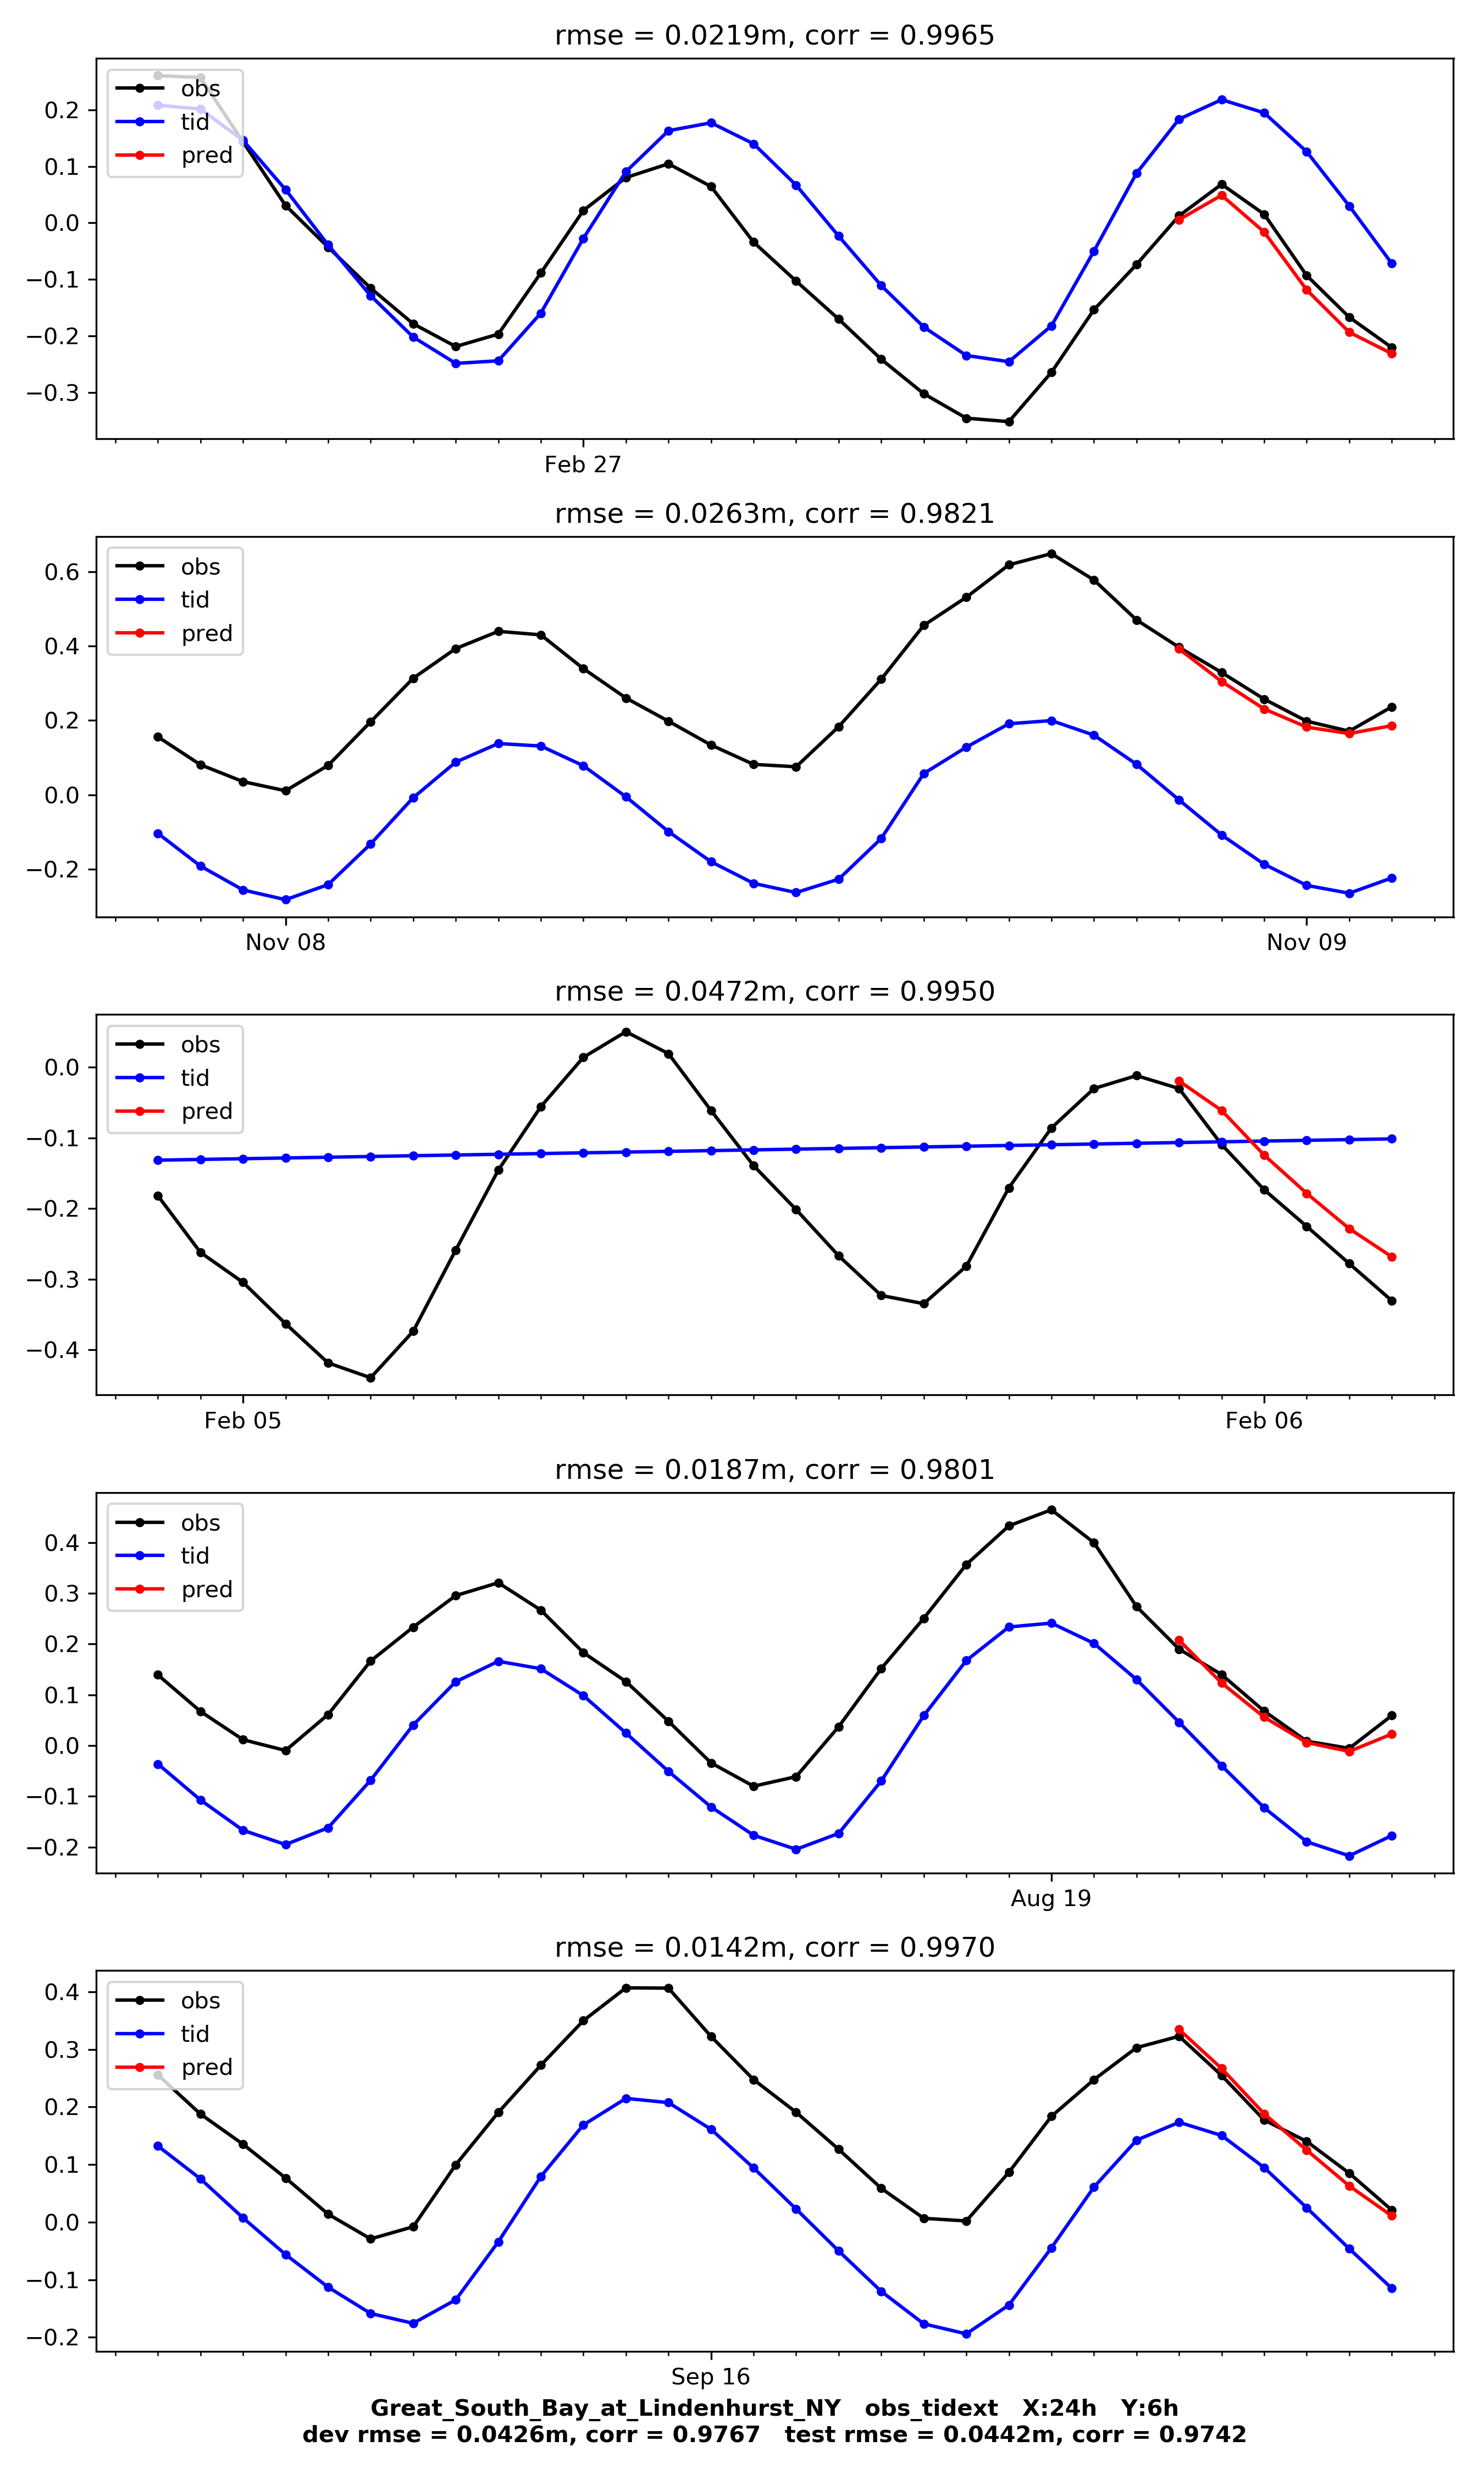 rmse = 0.0219m, corr = 0.9965
obs
tid
pred
0.2
0.1
0.0
−0.1
−0.2
−0.3
Feb 27
rmse = 0.0263m, corr = 0.9821
obs
tid
pred
0.6
0.4
0.2
0.0
−0.2
Nov 08 Nov 09
rmse = 0.0472m, corr = 0.9950
obs
tid
pred
0.0
−0.1
−0.2
−0.3
−0.4
Feb 05 Feb 06
rmse = 0.0187m, corr = 0.9801
obs
tid
pred
0.4
0.3
0.2
0.1
0.0
−0.1
−0.2
Aug 19
rmse = 0.0142m, corr = 0.9970
obs
tid
pred
0.4
0.3
0.2
0.1
0.0
−0.1
−0.2
Sep 16
Great_South_Bay_at_Lindenhurst_NY obs_tidext X:24h Y:6h
dev rmse = 0.0426m, corr = 0.9767 test rmse = 0.0442m, corr = 0.9742